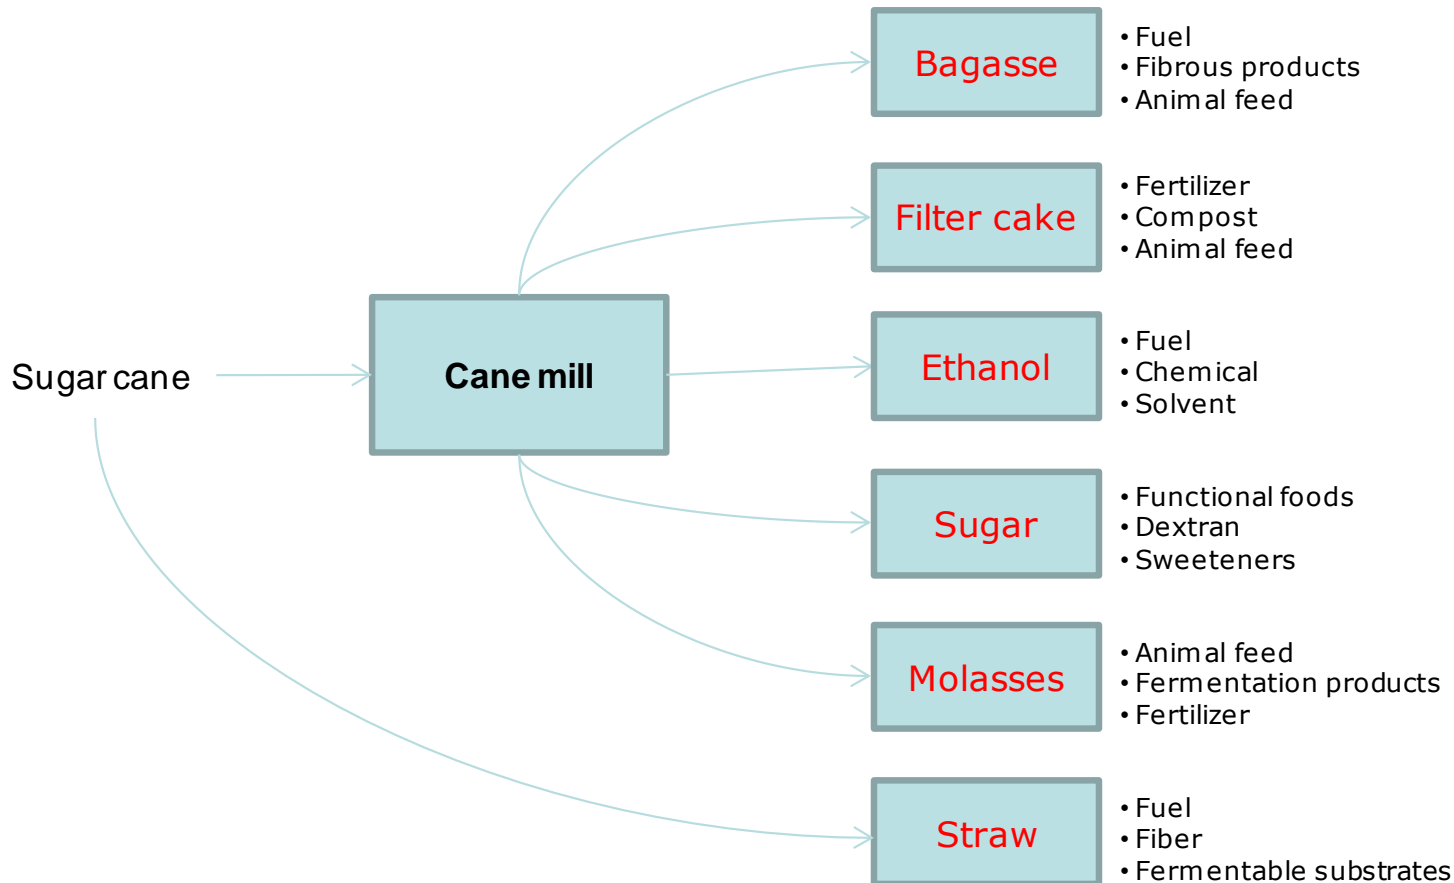 Bagasse
• Fuel
• Fibrous products
• Animal feed
Filter cake
• Fertilizer
• Compost
• Animal feed
Sugar cane
Cane mill
Ethanol
• Fuel
• Chemical
• Solvent
Sugar
• Functional foods
• Dextran
• Sweeteners
Molasses
• Animal feed
• Fermentation products
• Fertilizer
Straw
• Fuel
• Fiber
• Fermentable substrates